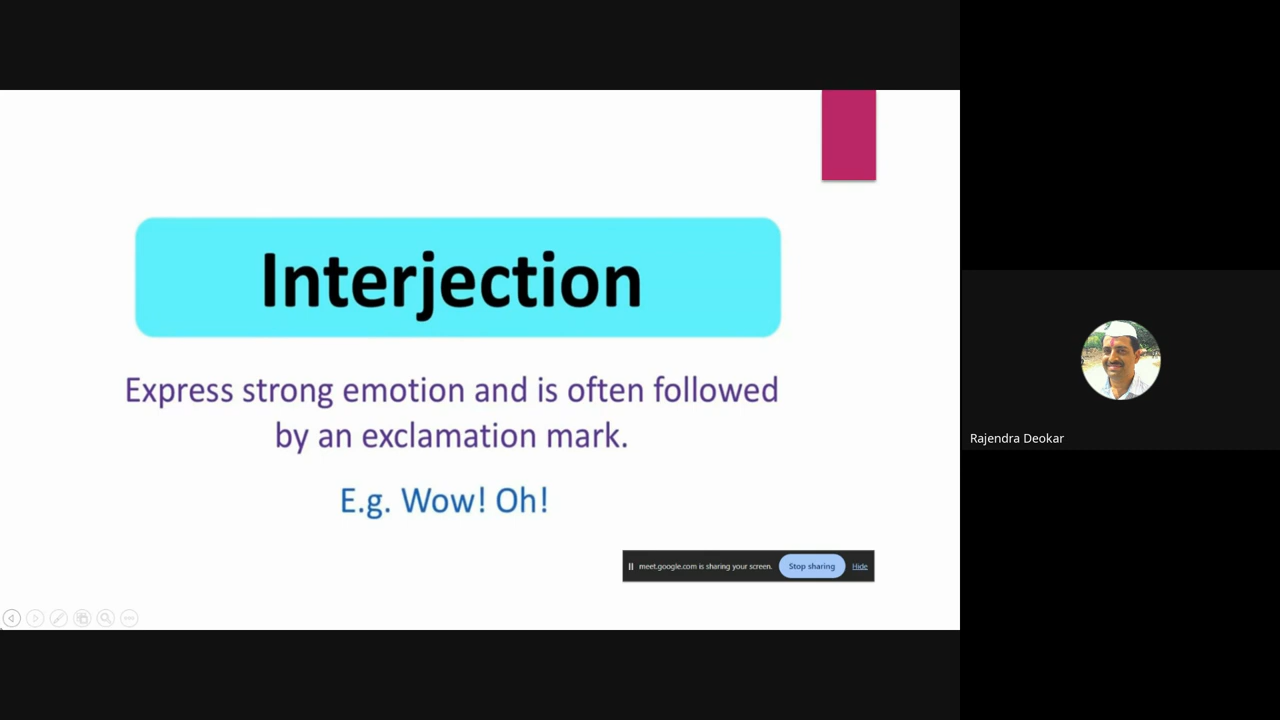 Interjection
Express strong emotion and is often followed
by an exclamation mark.
E.g. Wow! Oh!
meet.google.com is sharing your screen. Stop sharing Hide
Rajendra Deokar